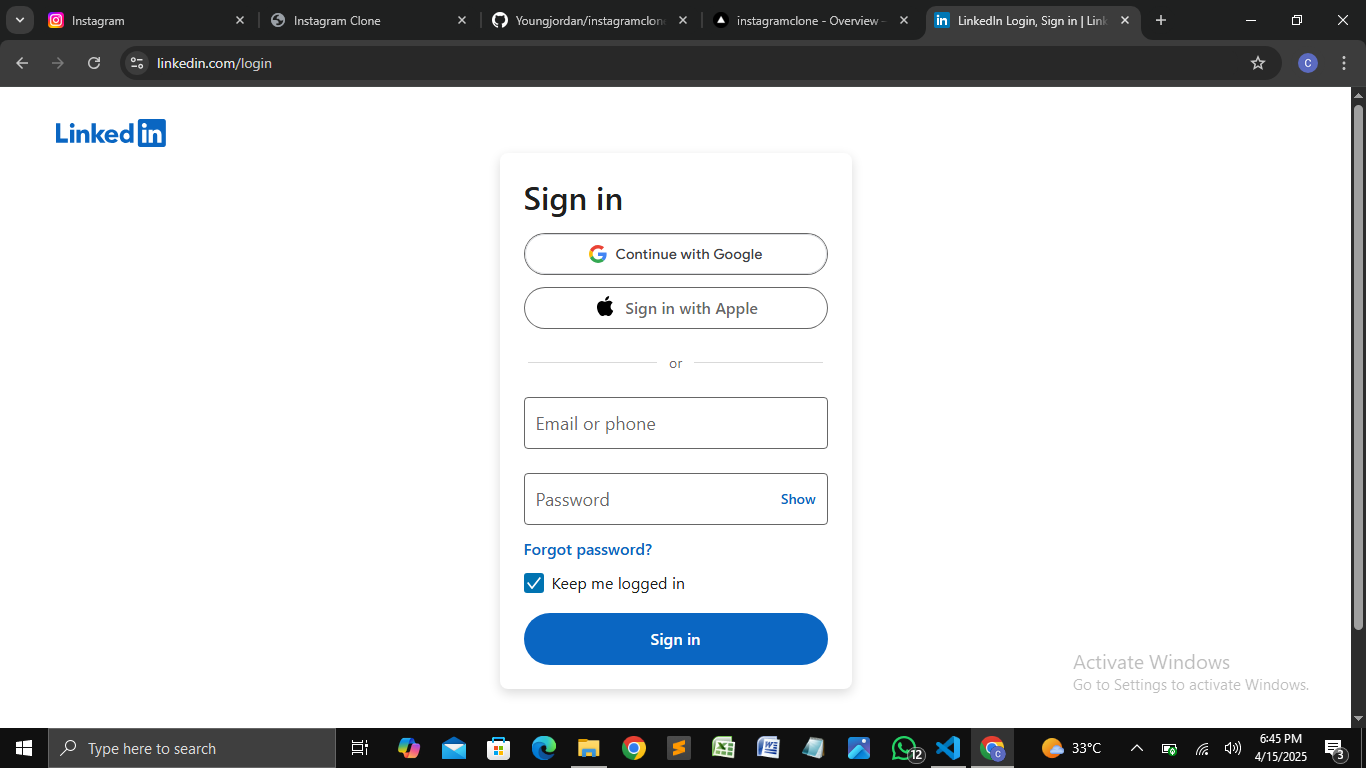 Instagram
Instagram Clone
Youngjordan/instagramclone
instagramclone - Overview -
LinkedIn Login, Sign in | Link
linkedin.com/login
C
Linked in
Sign in
Continue with Google
Sign in with Apple
or
Email or phone
Password
Show
Forgot password?
Keep me logged in
Sign in
Activate Windows
Go to Settings to activate Windows.
Type here to search
12
C
33°C
6:45 PM
4/15/2025
3